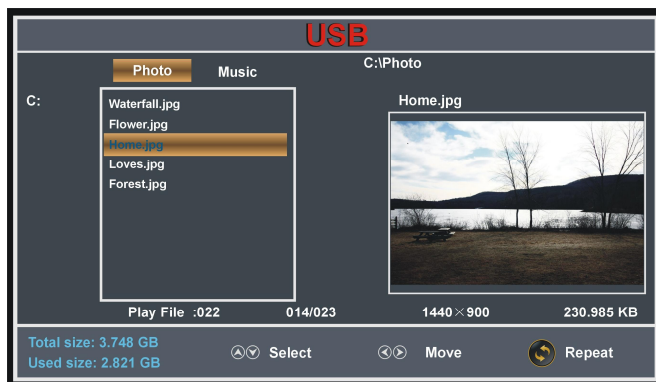 USB
Photo Music C:\Photo
C: Home.jpg
Waterfall.jpg
Flower.jpg
Home.jpg
Loves.jpg
Forest.jpg
Play File :022 014/023 1440×900 230.985 KB
Total size: 3.748 GB
Used size: 2.821 GB
Select Move Repeat